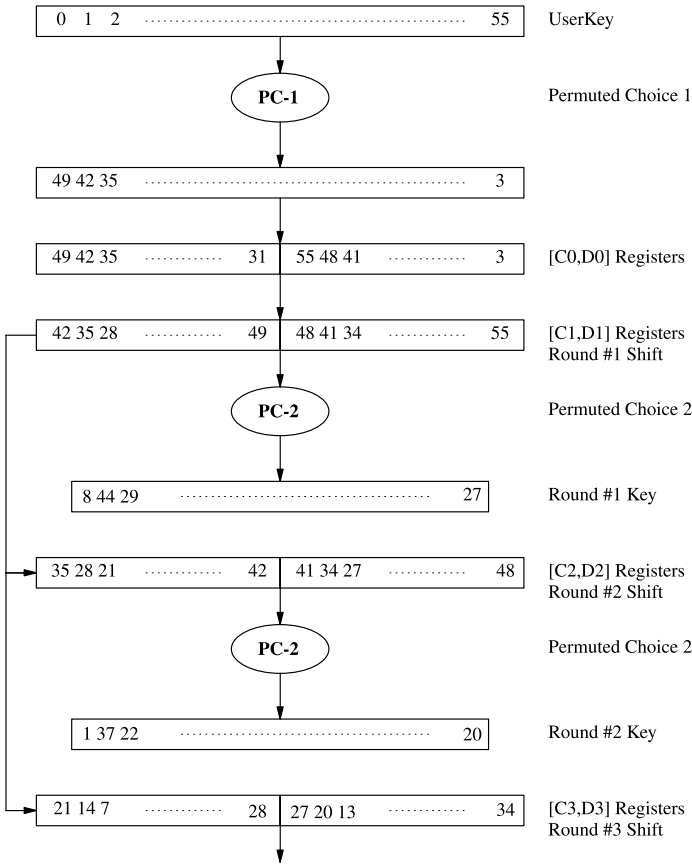 0 1 2 ........ 55 UserKey
PC-1 Permuted Choice 1
49 42 35 ........ 3
49 42 35 ........ 31 55 48 41 ........ 3 [C0,D0] Registers
42 35 28 ........ 49 48 41 34 ........ 55 [C1,D1] Registers
Round #1 Shift
PC-2 Permuted Choice 2
8 44 29 ........ 27 Round #1 Key
35 28 21 ........ 42 41 34 27 ........ 48 [C2,D2] Registers
Round #2 Shift
PC-2 Permuted Choice 2
1 37 22 ........ 20 Round #2 Key
21 14 7 ........ 28 27 20 13 ........ 34 [C3,D3] Registers
Round #3 Shift